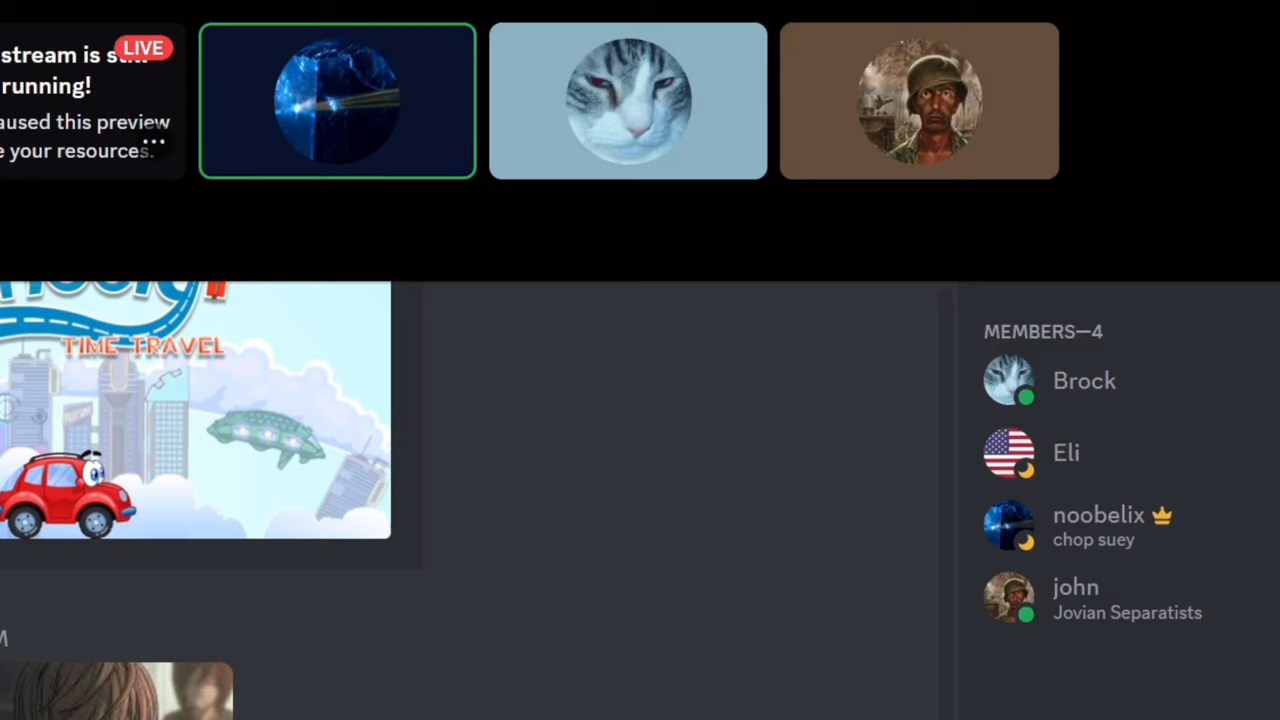 stream is still
LIVE
running!
aused this preview
e your resources.
TIME TRAVEL
MEMBERS—4
Brock
Eli
noobelix
chop suey
john
Jovian Separatists
M